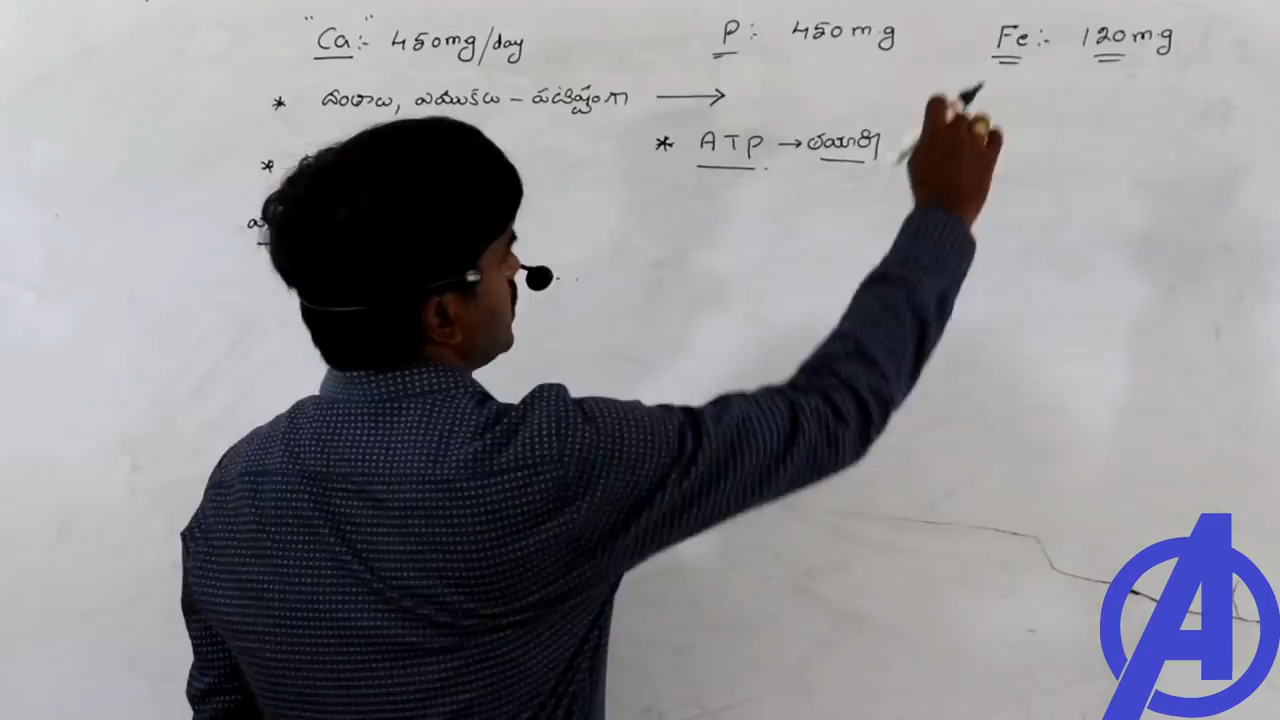 "Ca":- 450mg/day P:- 450mg Fe:- 120mg
* దంతాలు, ఎముకలు - పటిష్టంగా →
* ATP → తయారీ
*